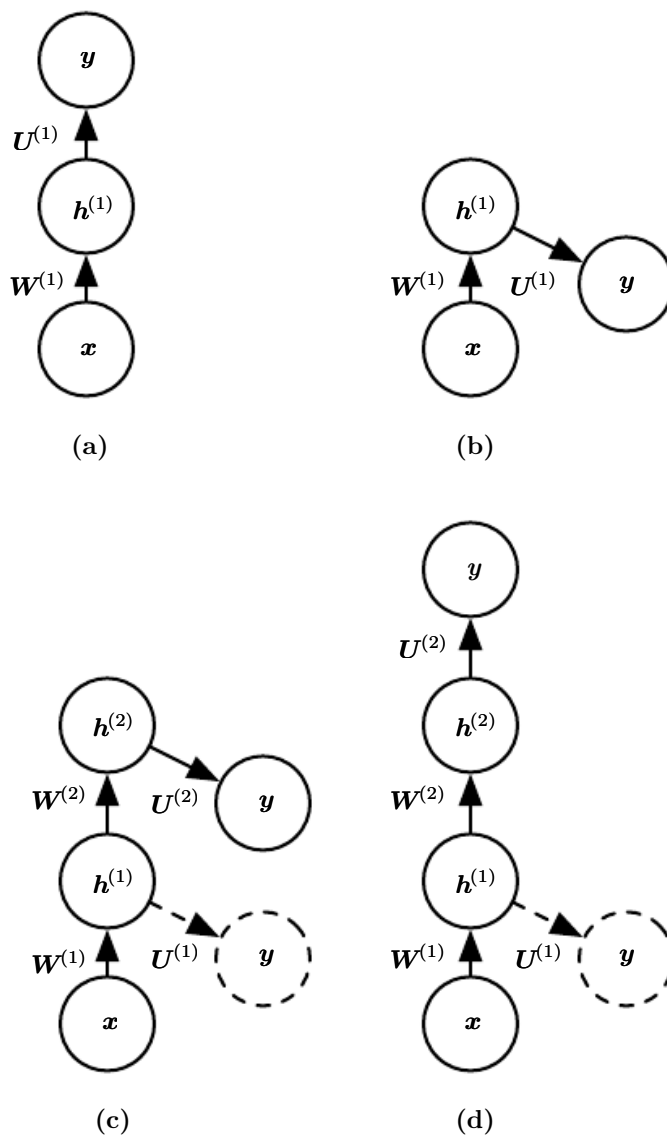 y
U(1)
h(1)
W(1)
x
(a)
h(1)
W(1)
U(1)
y
x
(b)
h(2)
W(2)
U(2)
y
h(1)
W(1)
U(1)
y
x
(c)
y
U(2)
h(2)
W(2)
h(1)
W(1)
U(1)
y
x
(d)